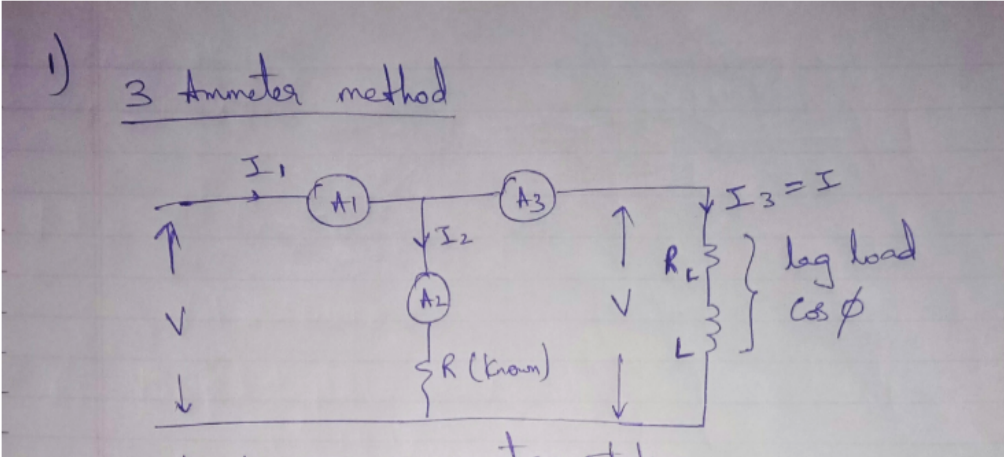 1)
3 Ammeter method
I1
A1
A3
I3 = I
I2
A2
R (Known)
V
V
RL
L
lag load
cos φ